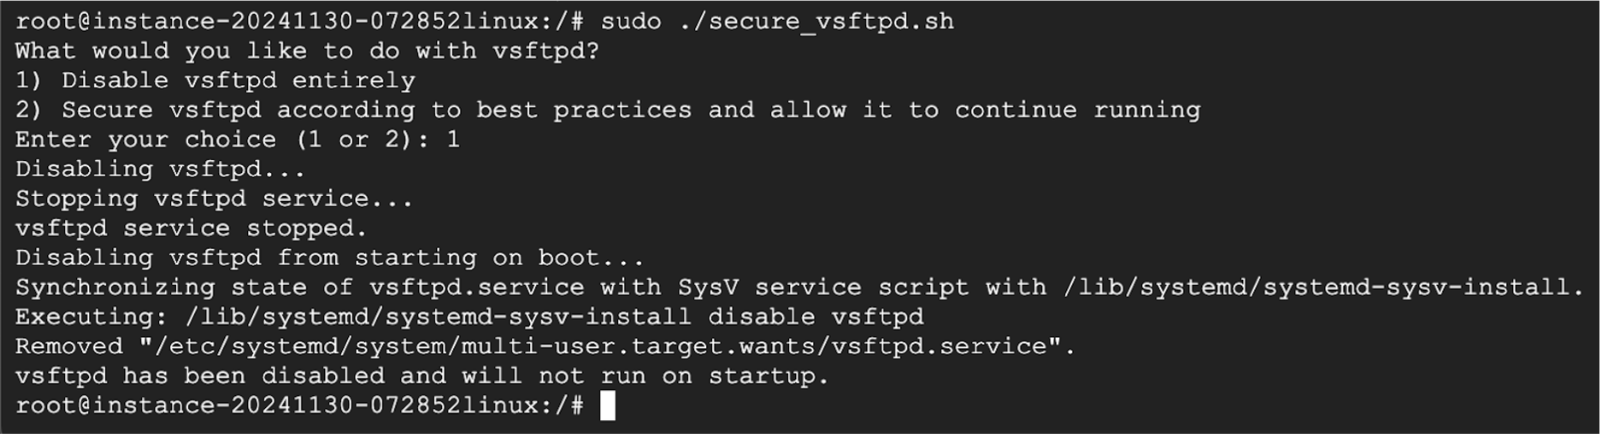 root@instance-20241130-072852linux:/# sudo ./secure_vsftpd.sh
What would you like to do with vsftpd?
1) Disable vsftpd entirely
2) Secure vsftpd according to best practices and allow it to continue running
Enter your choice (1 or 2): 1
Disabling vsftpd...
Stopping vsftpd service...
vsftpd service stopped.
Disabling vsftpd from starting on boot...
Synchronizing state of vsftpd.service with SysV service script with /lib/systemd/systemd-sysv-install.
Executing: /lib/systemd/systemd-sysv-install disable vsftpd
Removed "/etc/systemd/system/multi-user.target.wants/vsftpd.service".
vsftpd has been disabled and will not run on startup.
root@instance-20241130-072852linux:/#